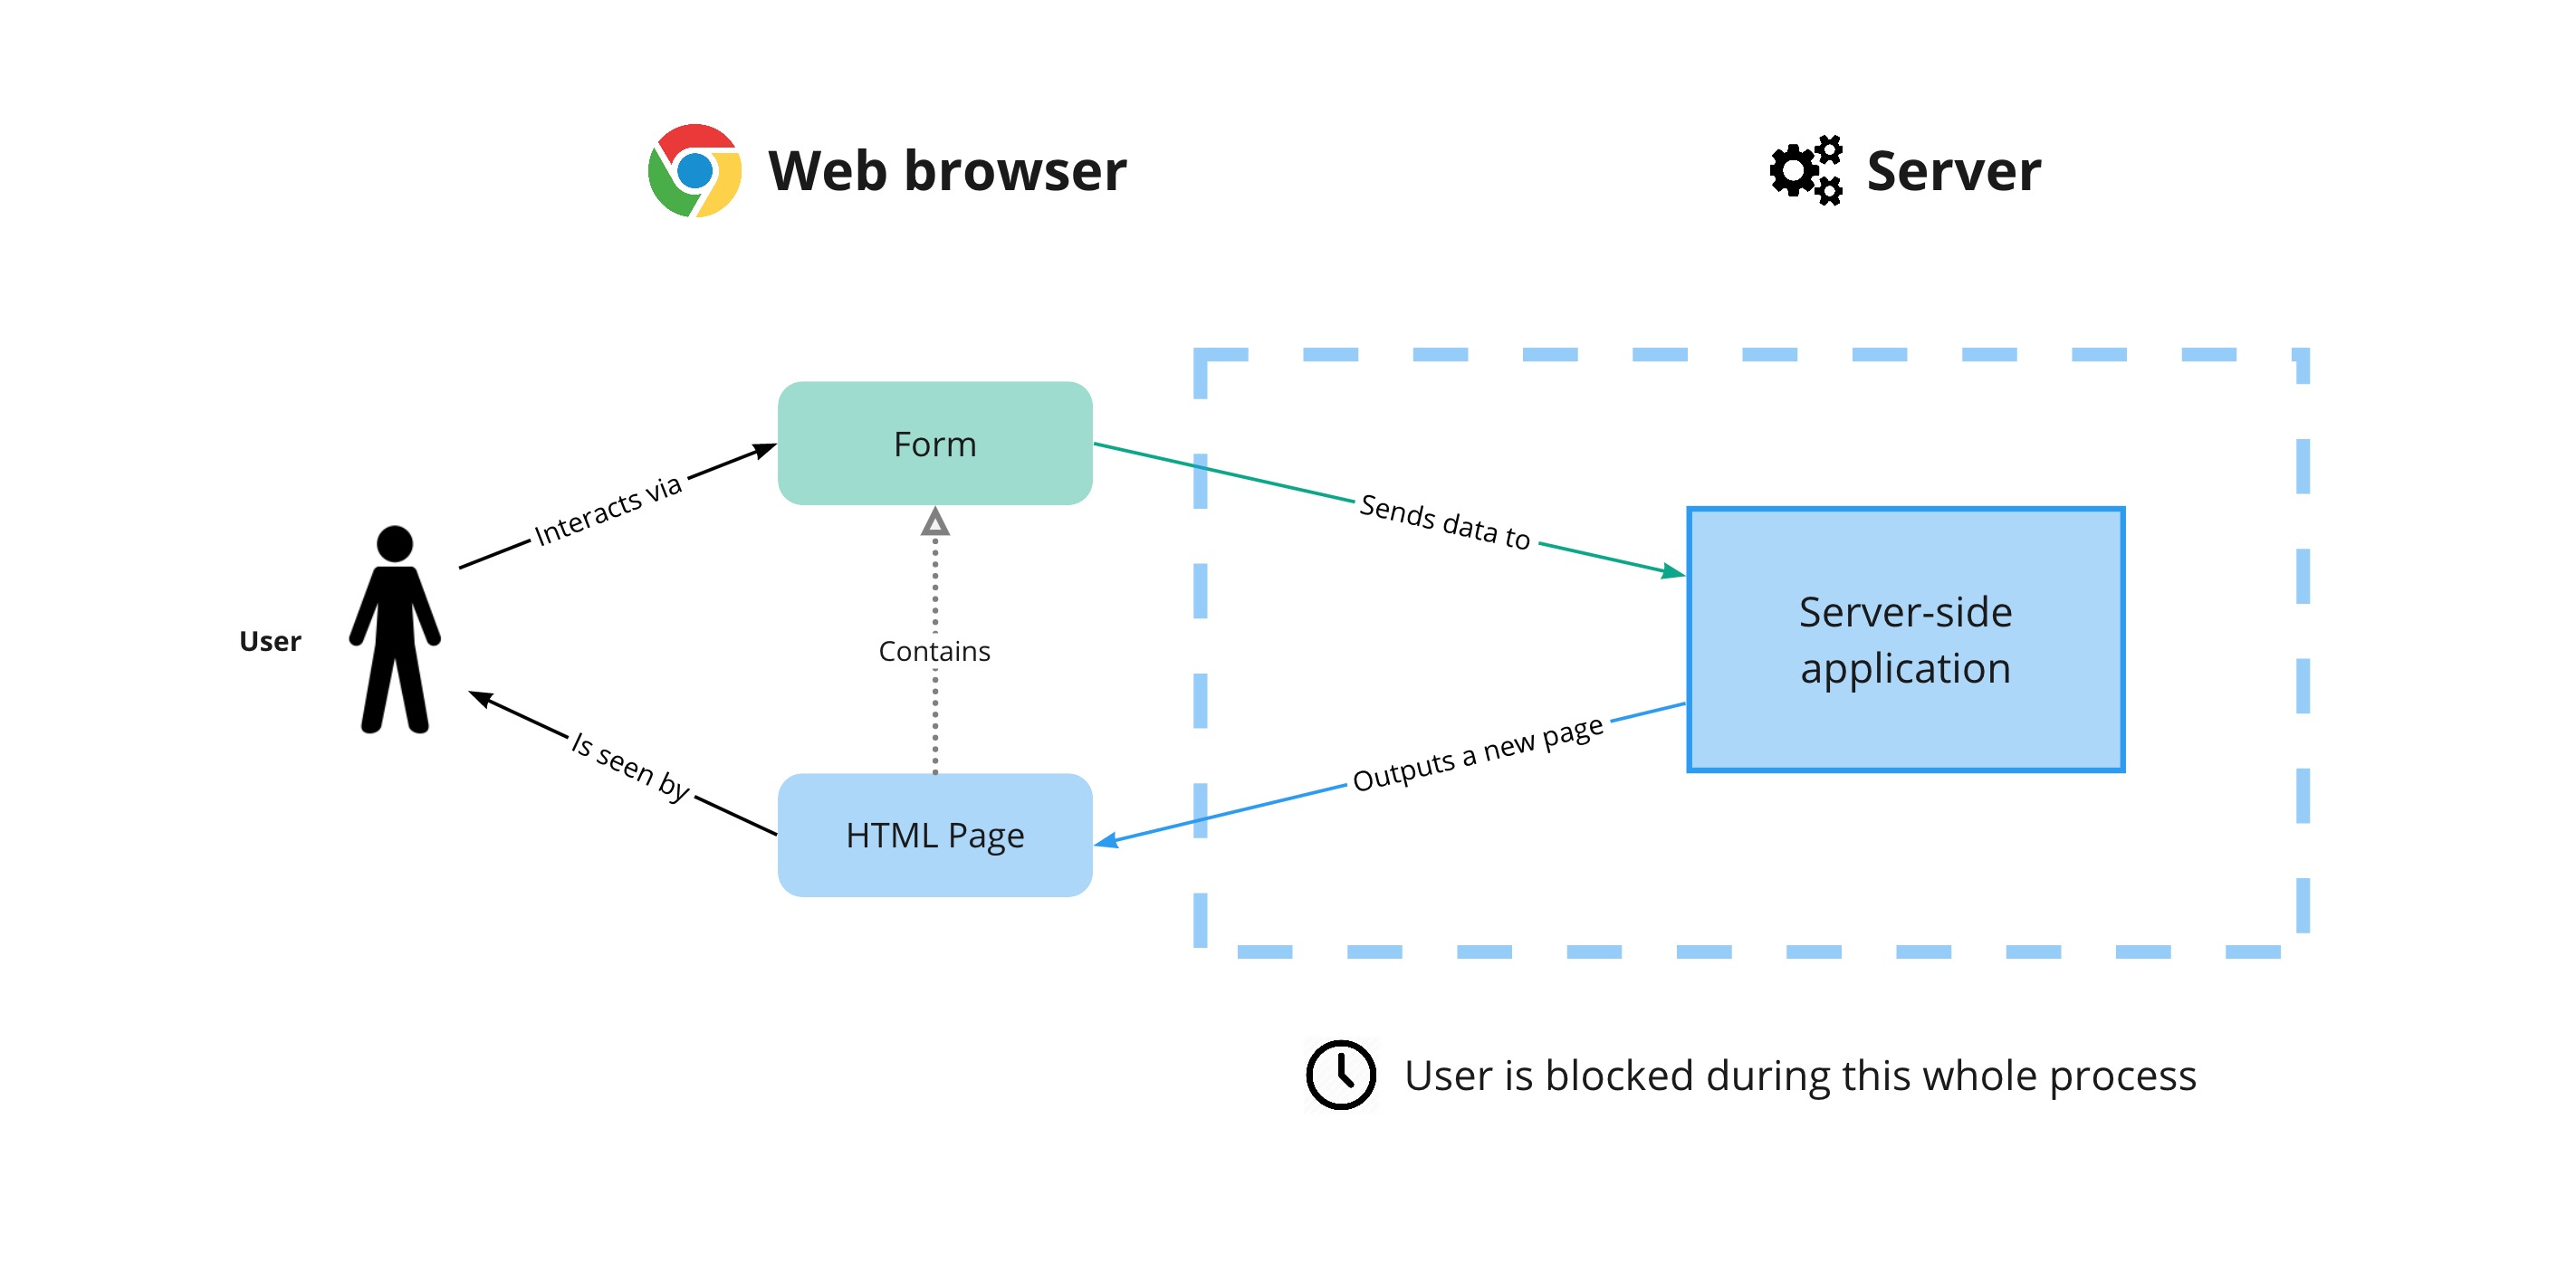 Web browser
Server
Form
Interacts via
Sends data to
User
Contains
Server-side
application
Is seen by
Outputs a new page
HTML Page
User is blocked during this whole process